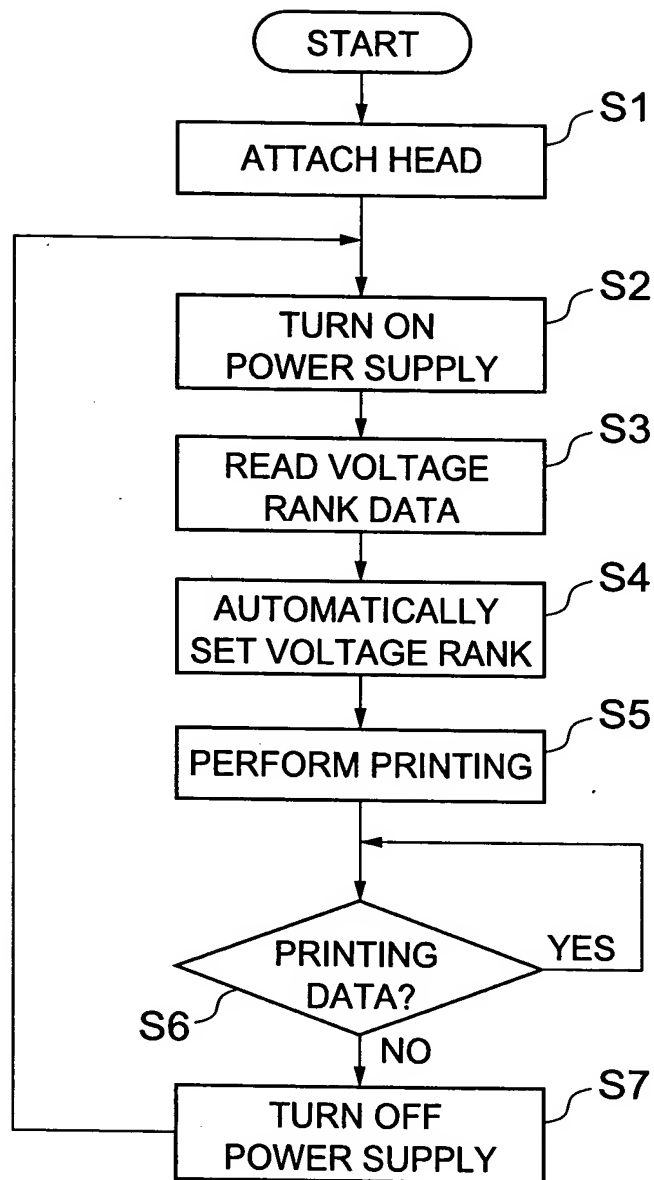 START
S1
ATTACH HEAD
S2
TURN ON
POWER SUPPLY
S3
READ VOLTAGE
RANK DATA
S4
AUTOMATICALLY
SET VOLTAGE RANK
S5
PERFORM PRINTING
PRINTING
DATA?
YES
S6
NO
S7
TURN OFF
POWER SUPPLY